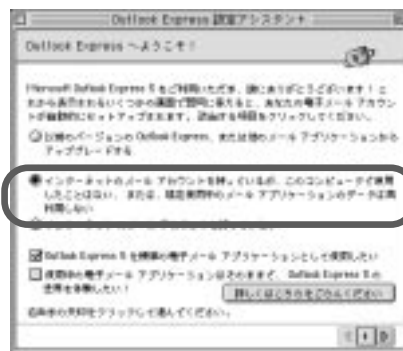 Outlook Express 設定アシスタント
Outlook Express へようこそ!
Microsoft Outlook Express 5 をご利用いただき、誠にありがとうございます! こ
れから表示されるいくつかの画面で質問に答えると、あなたの電子メール アカウン
トが自動的にセットアップされます。該当する項目をクリックしてください。
以前のバージョンの Outlook Express、または他のメール アプリケーションから
アップグレードする
インターネットのメール アカウントを持っているが、このコンピュータで使用
したことはない、または、現在使用中のメール アプリケーションのデータは再
利用しない
Outlook Express 5 を標準の電子メール アプリケーションとして使用したい
使用中の電子メール アプリケーションはそのままで、Outlook Express 5 の
世界を体験したい!
詳しくはこちらをごらんください
右向きの矢印をクリックして進んでください。